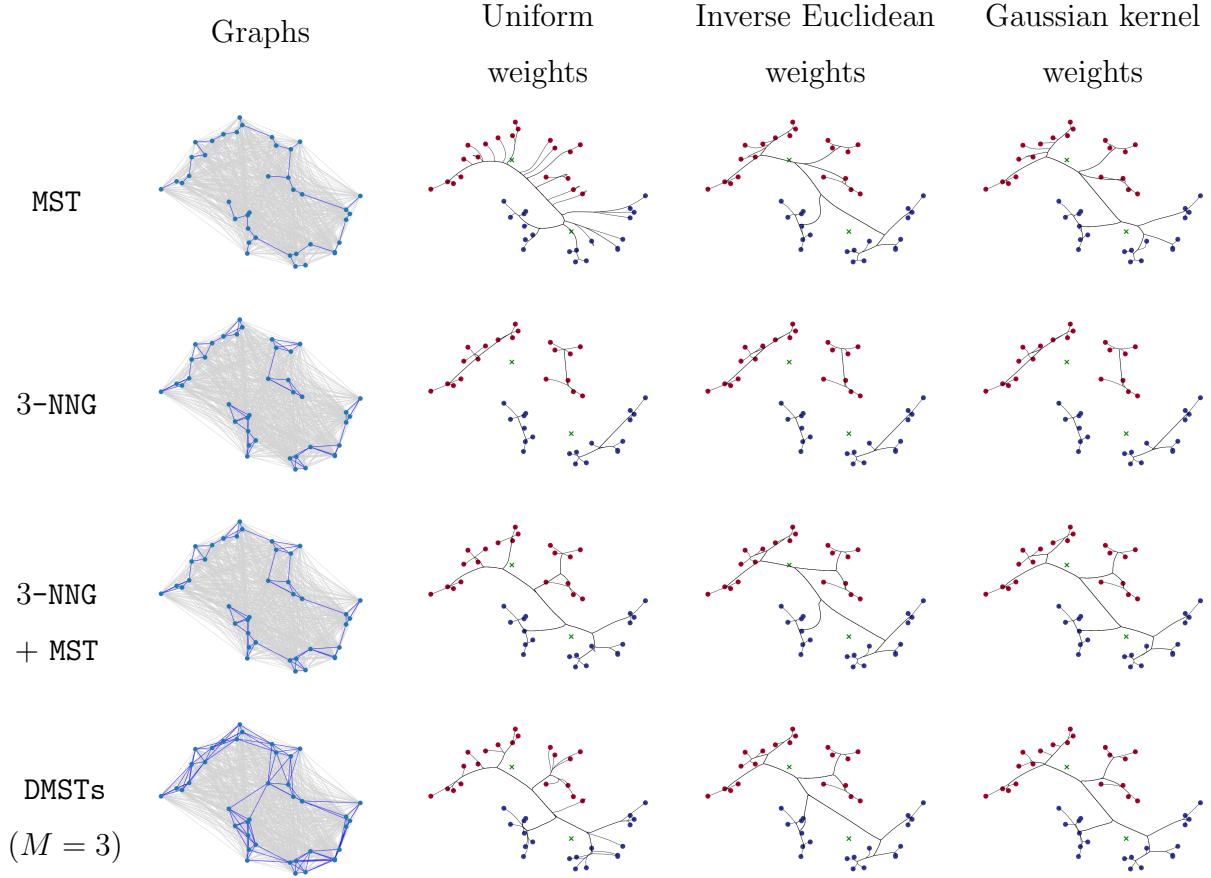 Graphs
Uniform
weights
Inverse Euclidean
weights
Gaussian kernel
weights
MST
3-NNG
3-NNG
+ MST
DMSTs
(M = 3)